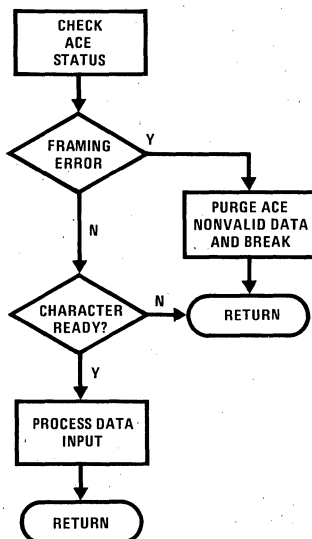 CHECK
ACE
STATUS
FRAMING
ERROR
Y
N
PURGE ACE
NONVALID DATA
AND BREAK
CHARACTER
READY?
N
RETURN
Y
PROCESS DATA
INPUT
RETURN